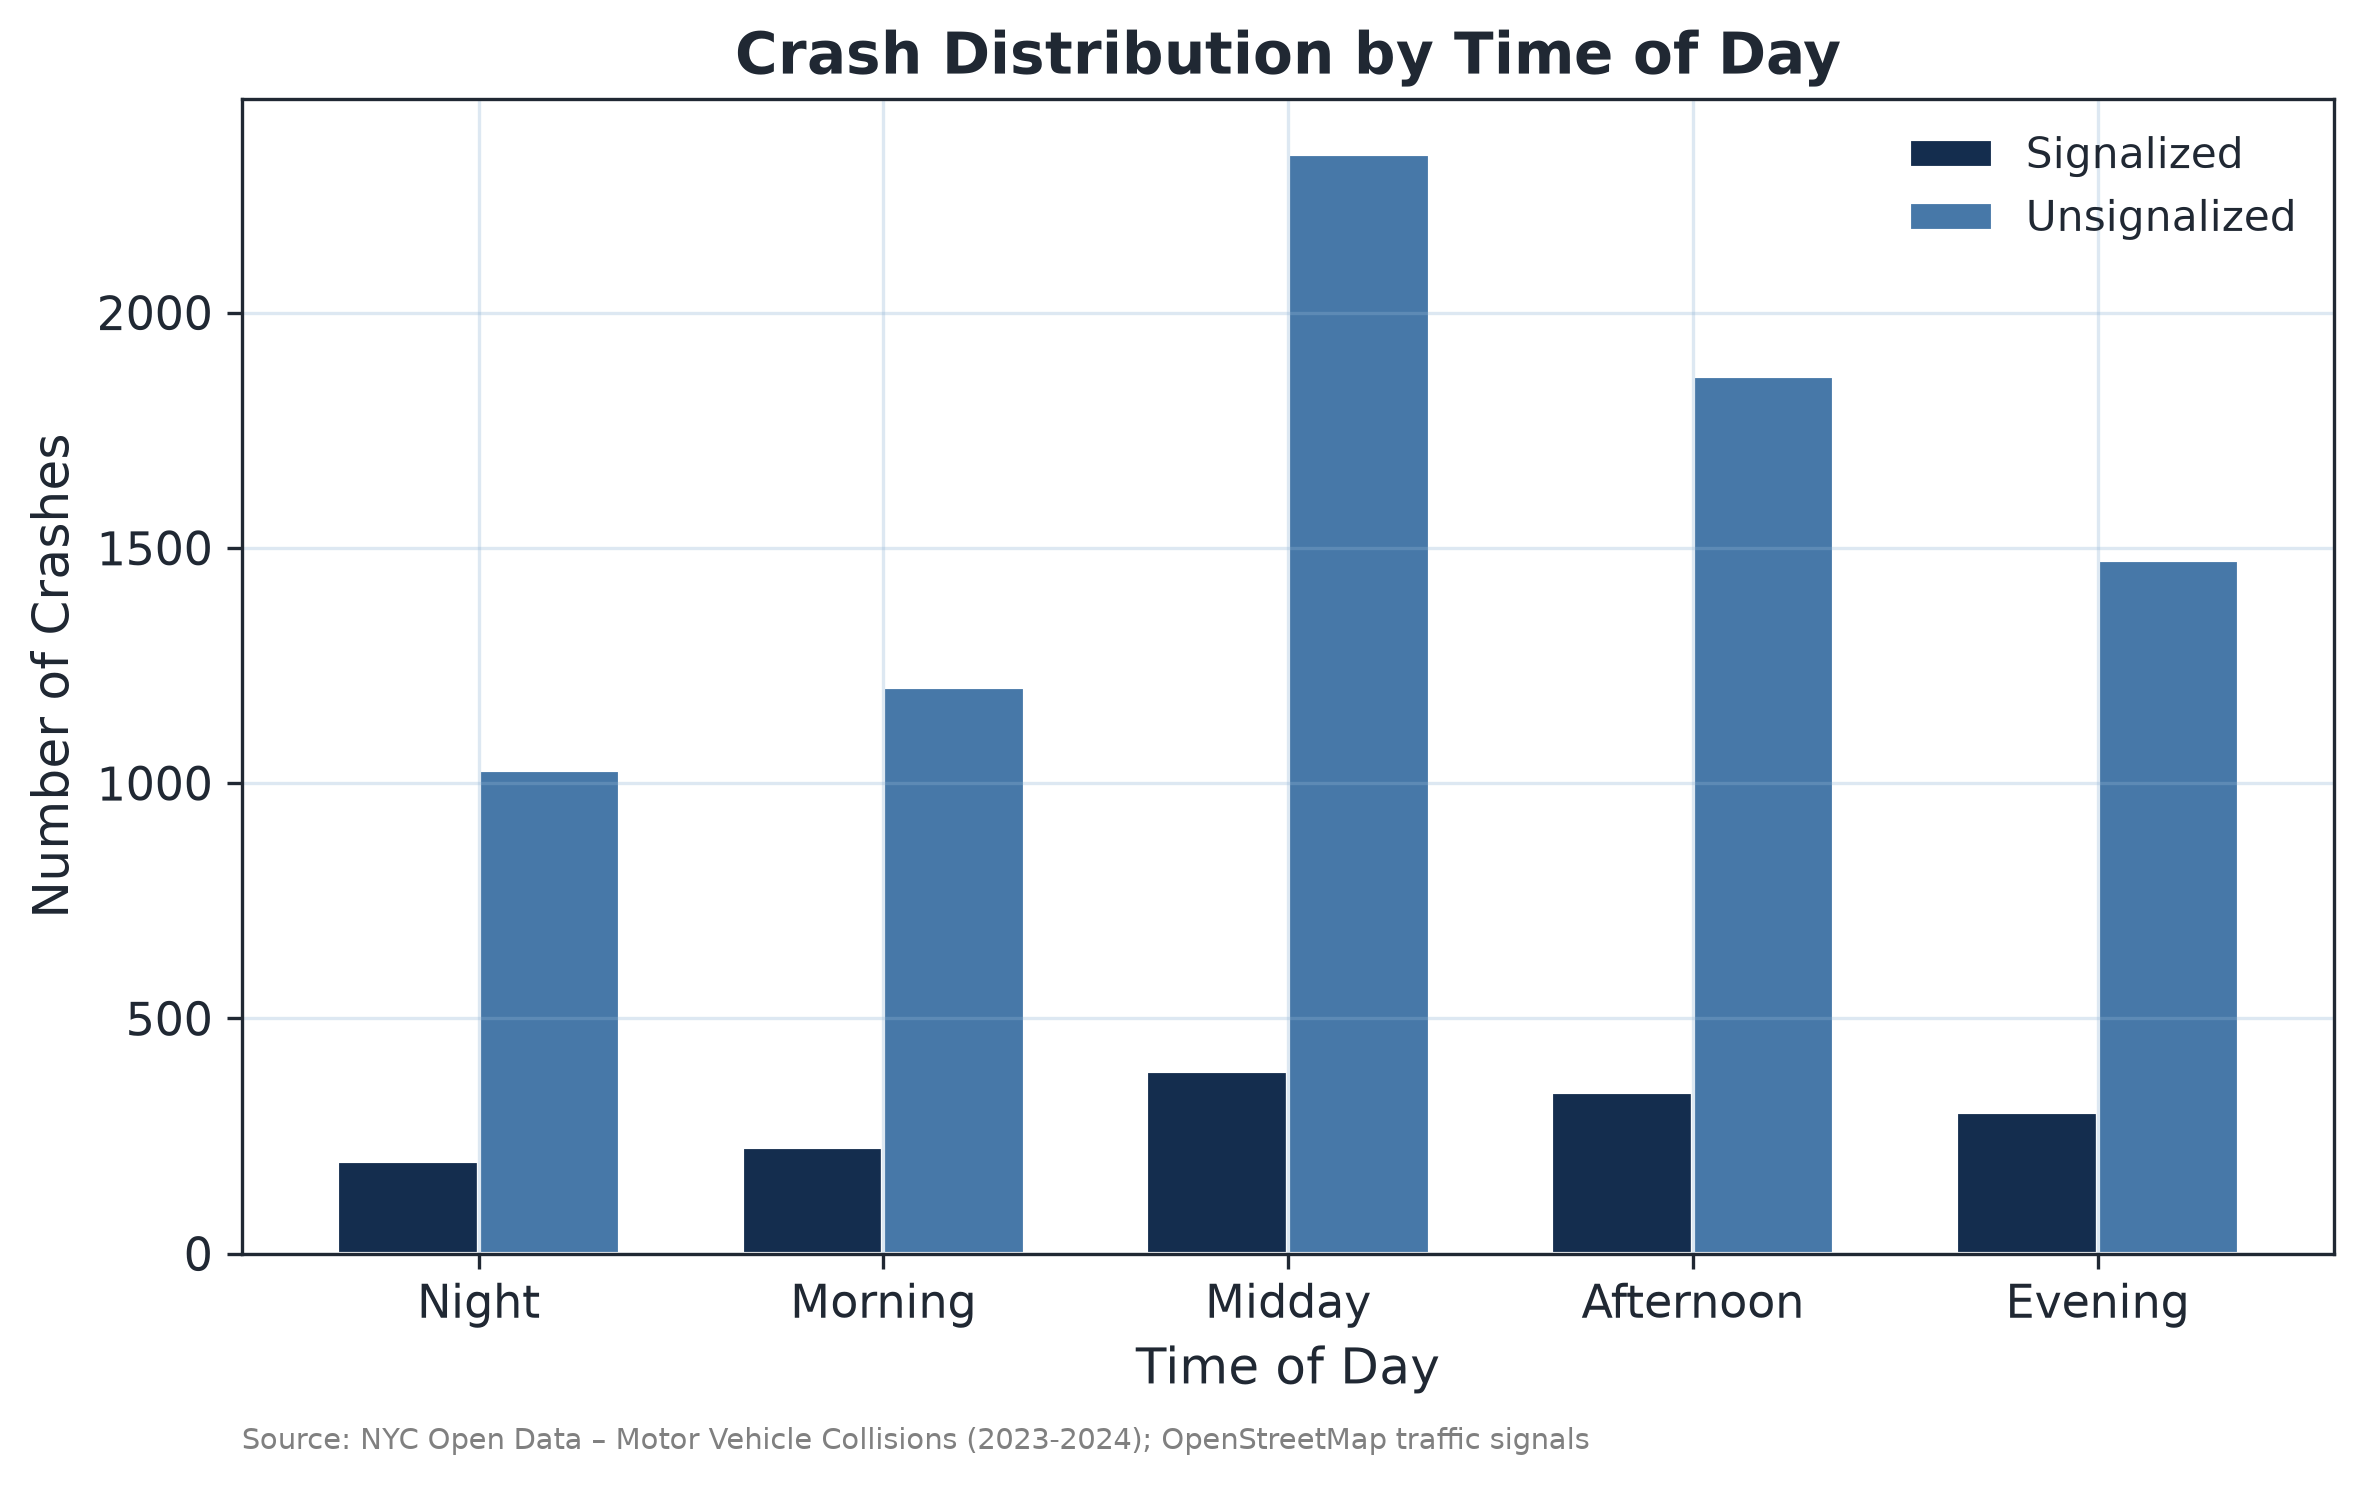 Crash Distribution by Time of Day
Signalized
Unsignalized
Number of Crashes
2000
1500
1000
500
0
Night
Morning
Midday
Afternoon
Evening
Time of Day
Source: NYC Open Data – Motor Vehicle Collisions (2023-2024); OpenStreetMap traffic signals